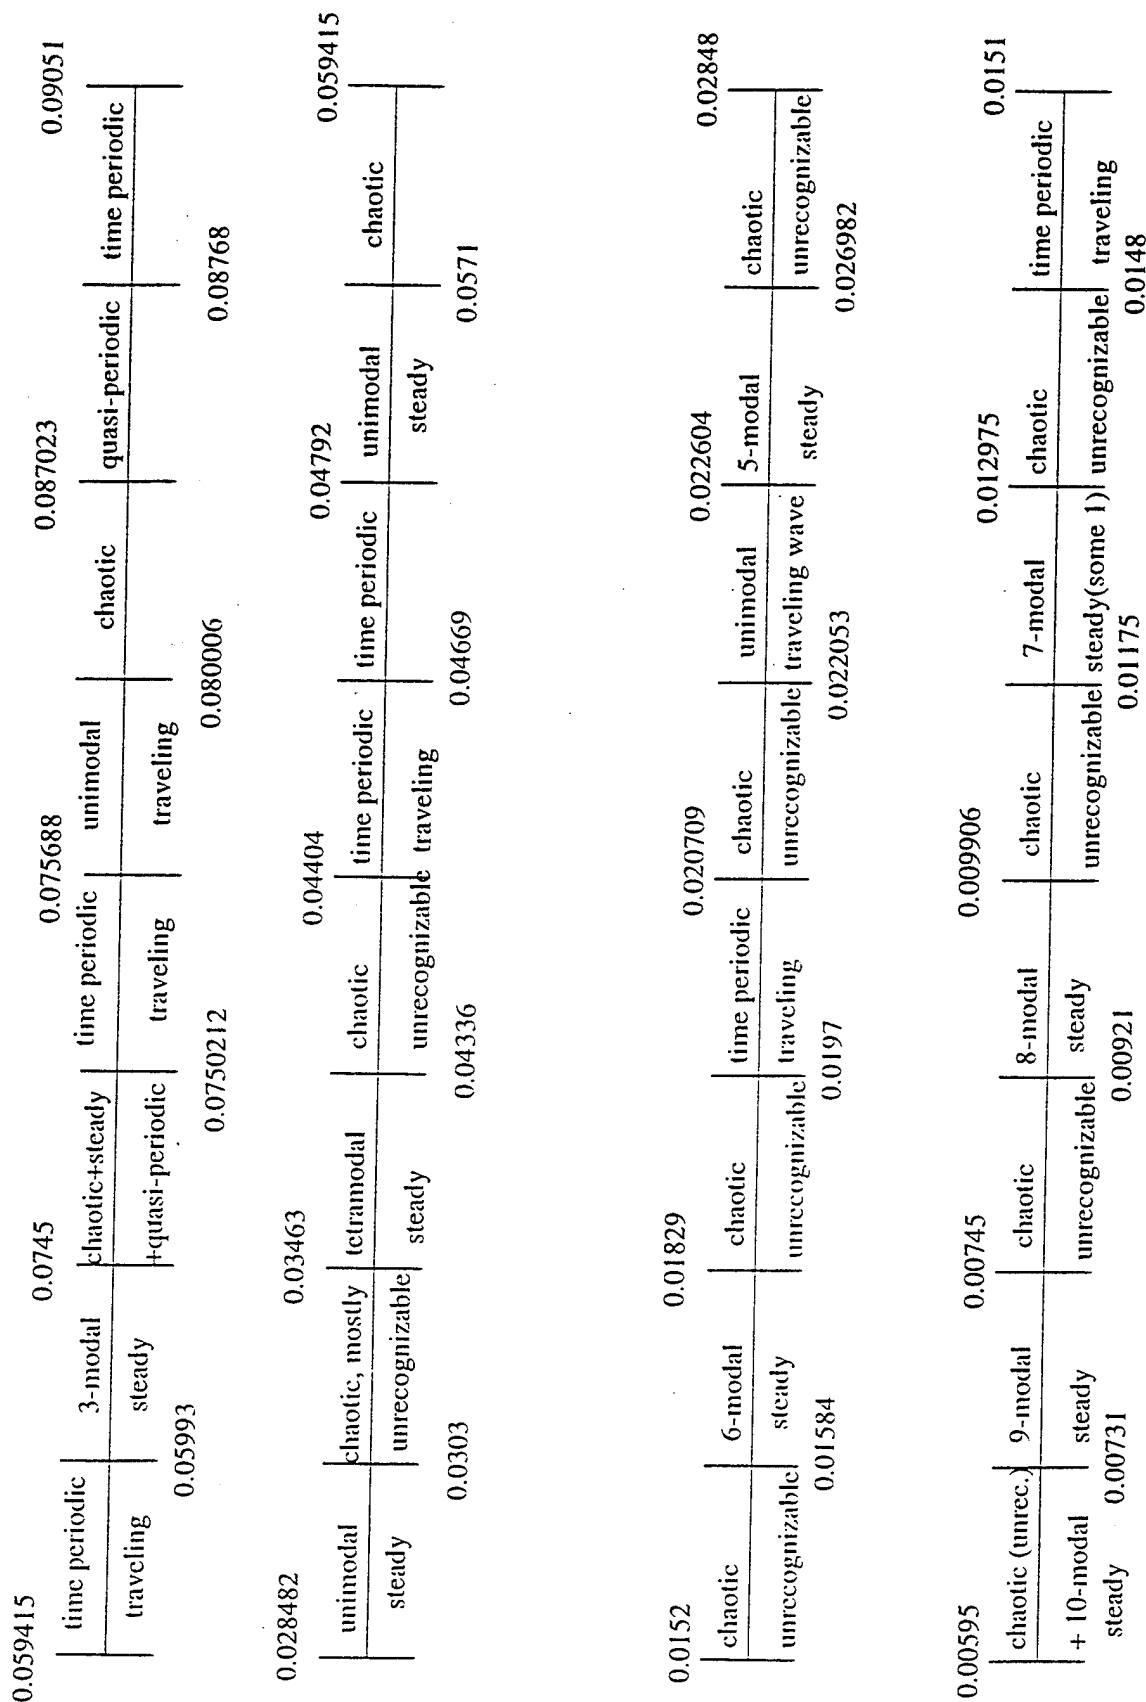 0.059415 0.0745 0.075688 0.087023 0.09051
time periodic 3-modal chaotic+steady time periodic unimodal chaotic quasi-periodic time periodic
traveling steady +quasi-periodic traveling traveling
0.05993 0.0750212 0.080006 0.08768
0.028482 0.03463 0.04404 0.04792 0.059415
unimodal chaotic, mostly tetramodal chaotic time periodic time periodic unimodal chaotic
steady unrecognizable steady unrecognizable traveling steady
0.0303 0.04336 0.04669 0.0571
0.0152 0.01829 0.020709 0.022604 0.02848
chaotic 6-modal chaotic time periodic chaotic unimodal 5-modal chaotic
unrecognizable steady unrecognizable traveling unrecognizable traveling wave steady unrecognizable
0.01584 0.0197 0.022053 0.026982
0.00595 0.00745 0.009906 0.012975 0.0151
chaotic (unrec.) 9-modal chaotic 8-modal chaotic 7-modal chaotic time periodic
+ 10-modal steady unrecognizable steady unrecognizable steady(some 1) unrecognizable traveling
steady 0.00731 0.00921 0.01175 0.0148